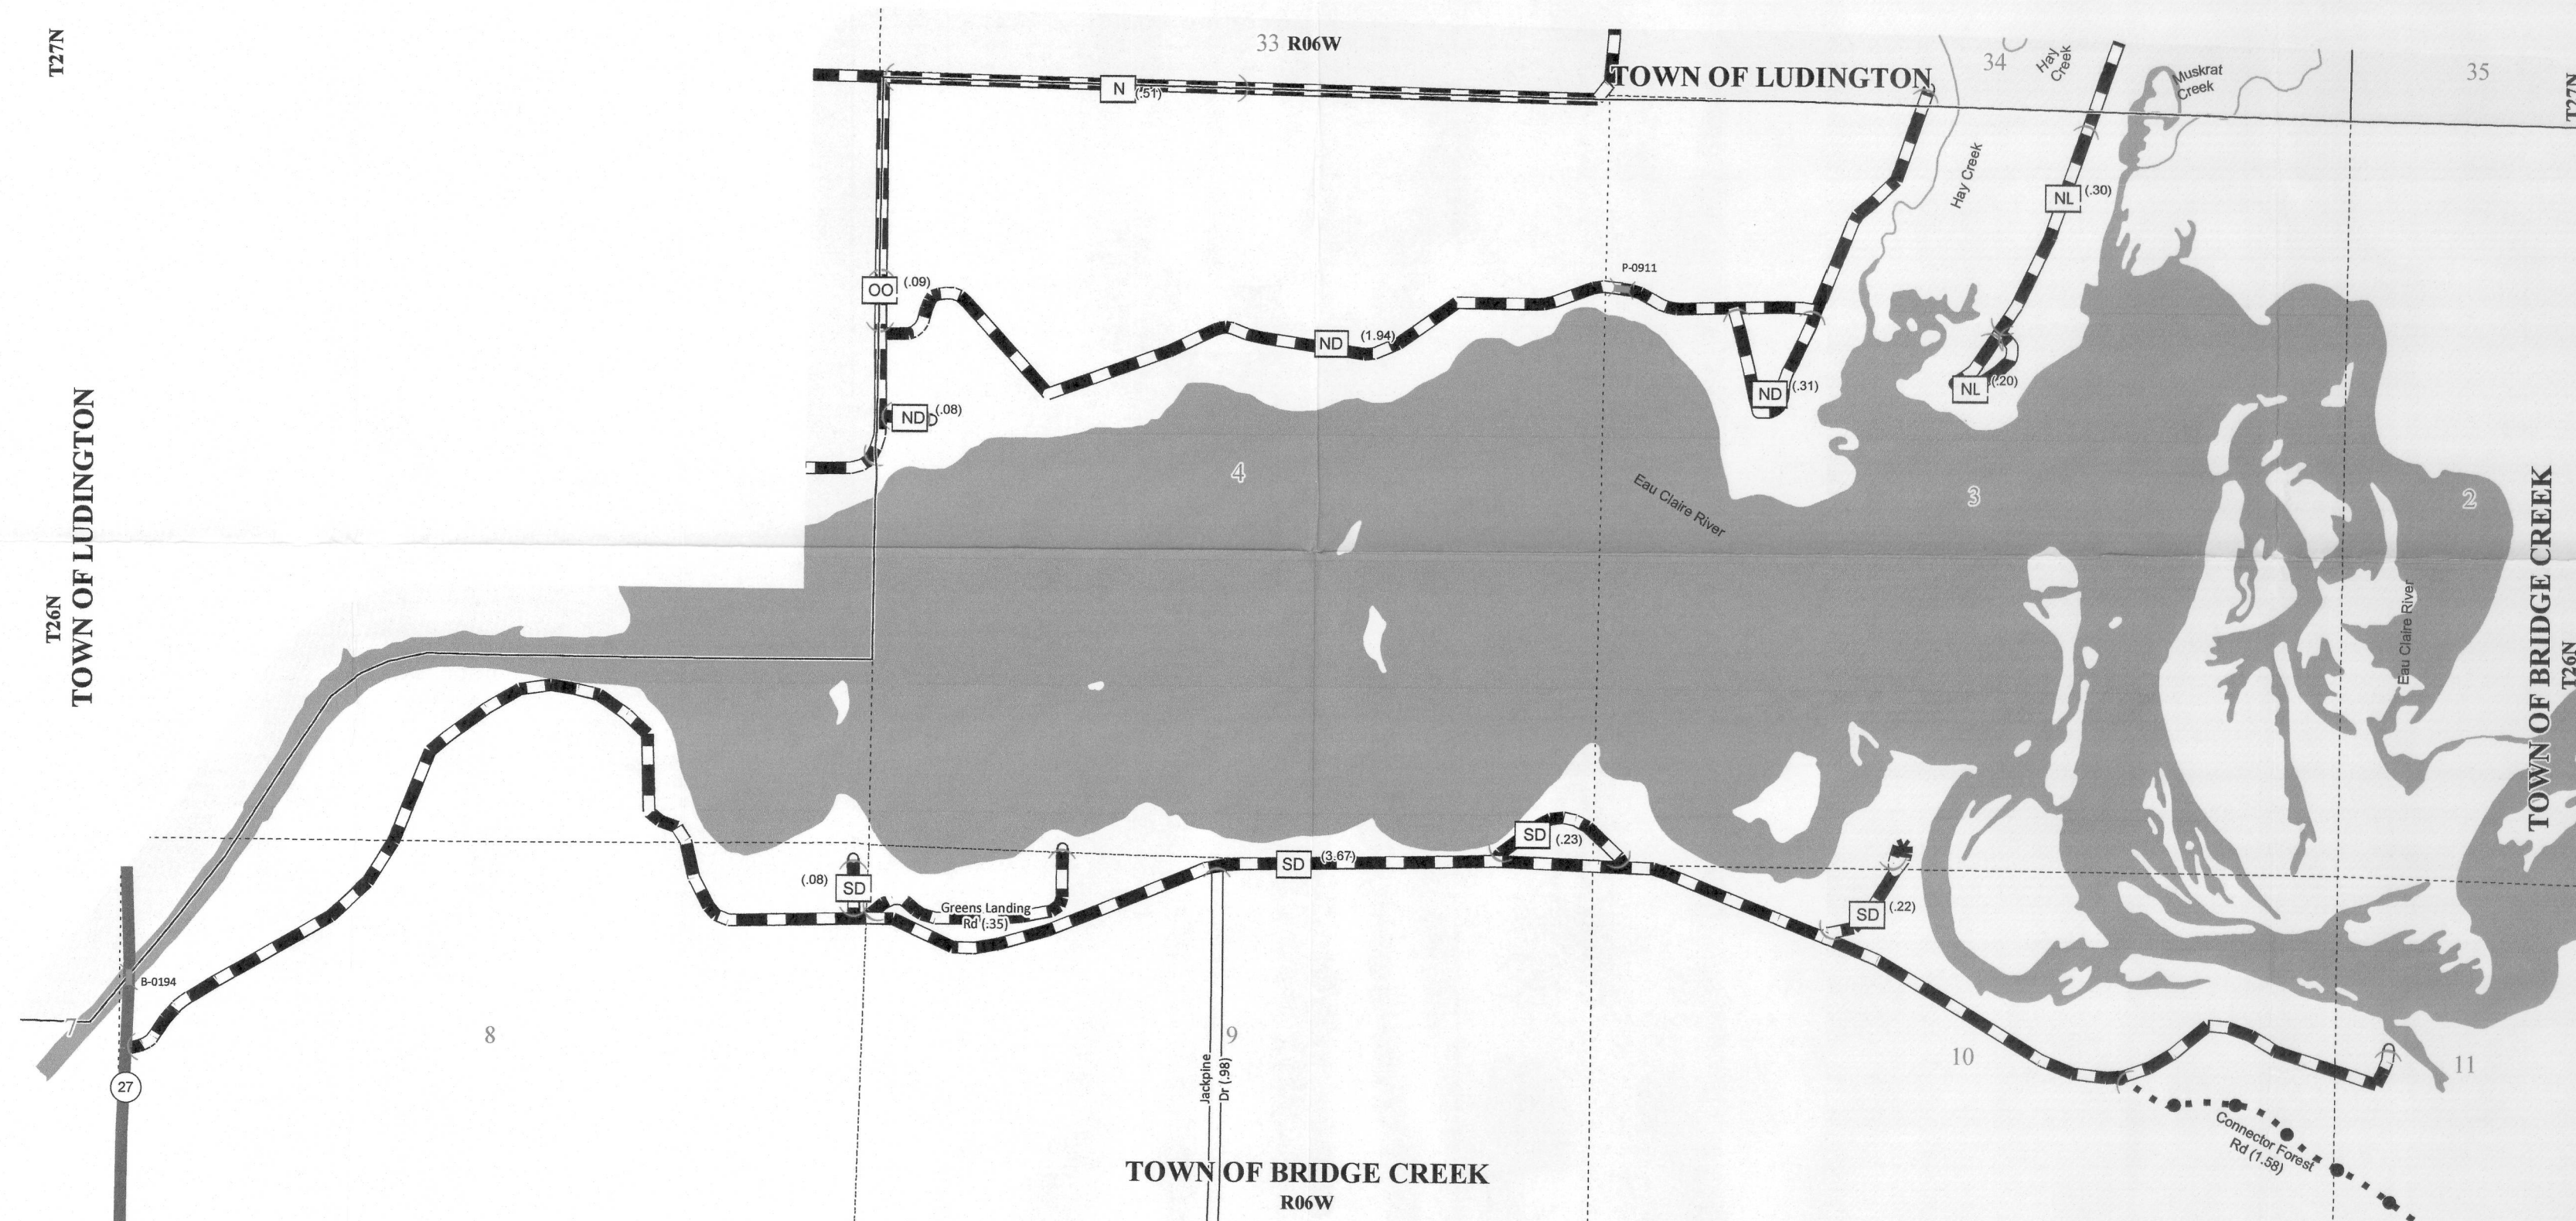 T27N
33 R06W
TOWN OF LUDINGTON
34
Hay
Creek
Muskrat
Creek
35
T27N
N (.51)
Hay Creek
NL (.30)
OO (.09)
P-0911
ND (1.94)
ND (.31)
NL (.20)
ND (.08)
4
Eau Claire River
3
2
TOWN OF LUDINGTON
T26N
Eau Claire River
TOWN OF BRIDGE CREEK
T26N
SD (.23)
SD (3.67)
(.08) SD
Greens Landing
Rd (.35)
SD (.22)
B-0194
7
8
9
10
11
27
Jackpine
Dr (.98)
Connector Forest
Rd (1.58)
TOWN OF BRIDGE CREEK
R06W